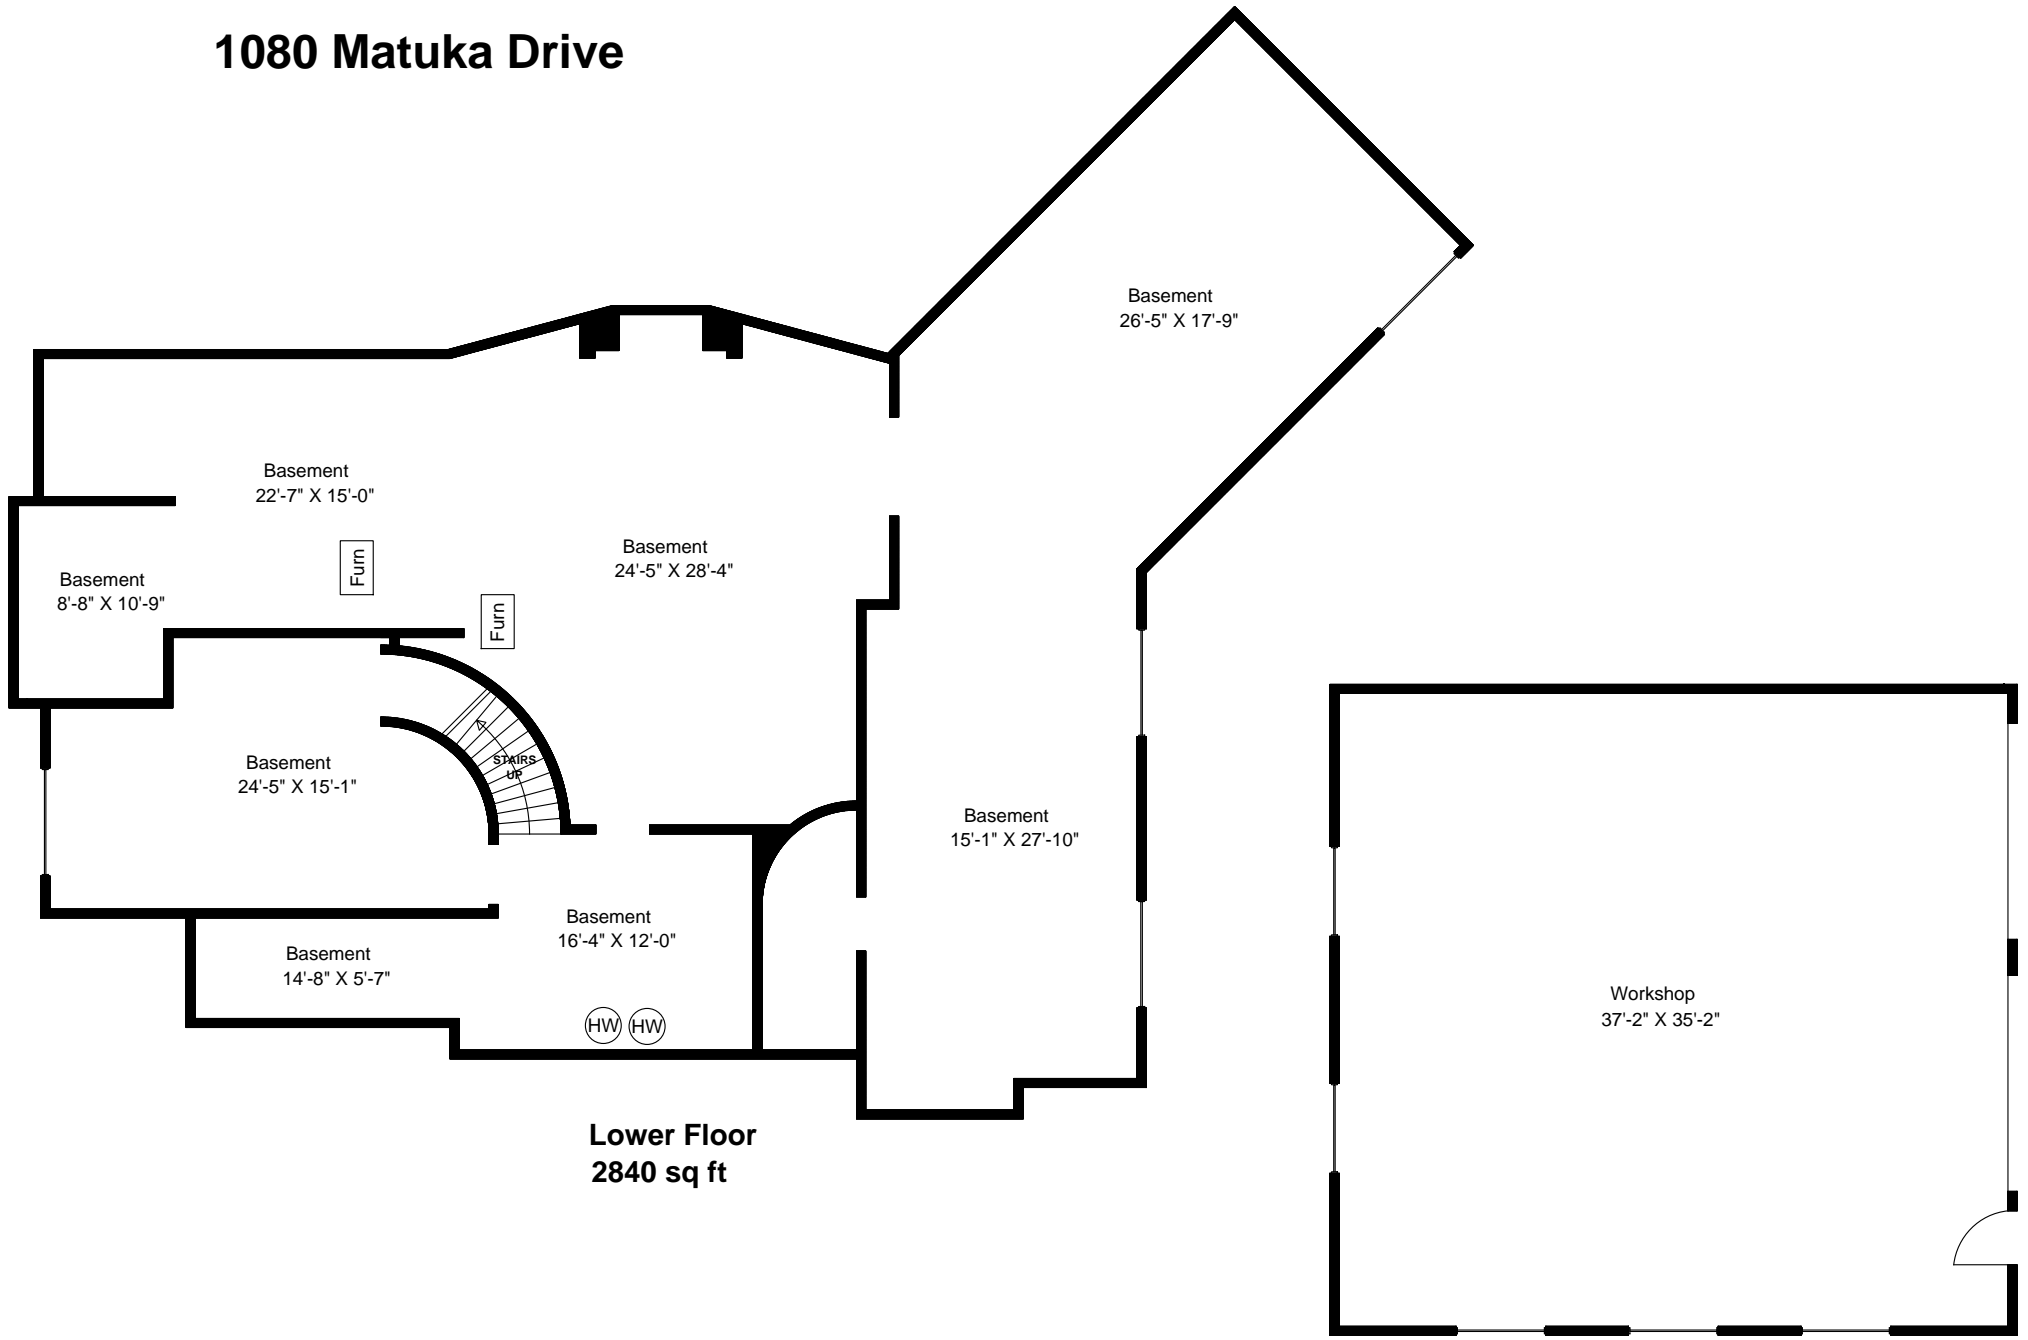 1080 Matuka Drive
Basement
26'-5" X 17'-9"
Basement
22'-7" X 15'-0"
Basement
24'-5" X 28'-4"
Furn
Basement
8'-8" X 10'-9"
Furn
Basement
24'-5" X 15'-1"
STAIRS
UP
Basement
15'-1" X 27'-10"
Basement
16'-4" X 12'-0"
Basement
14'-8" X 5'-7"
HW
HW
Workshop
37'-2" X 35'-2"
Lower Floor
2840 sq ft